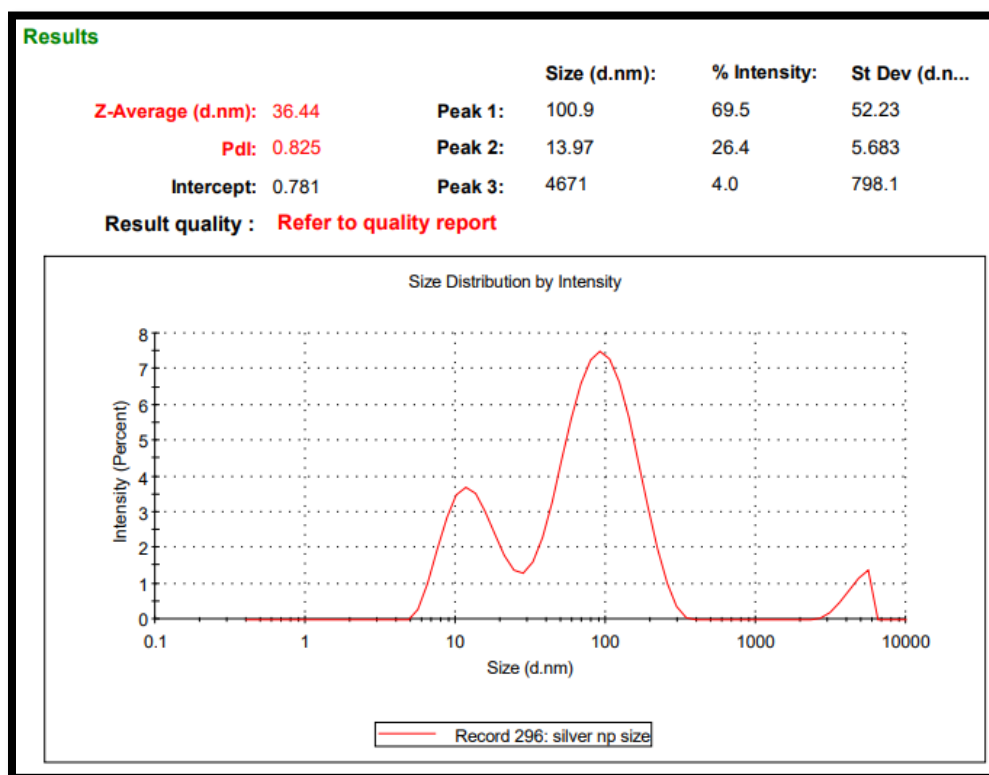 Results
Size (d.nm): % Intensity: St Dev (d.n...
Z-Average (d.nm): 36.44 Peak 1: 100.9 69.5 52.23
PdI: 0.825 Peak 2: 13.97 26.4 5.683
Intercept: 0.781 Peak 3: 4671 4.0 798.1
Result quality : Refer to quality report
Size Distribution by Intensity
Intensity (Percent)
8
7
6
5
4
3
2
1
0
0.1 1 10 100 1000 10000
Size (d.nm)
Record 296: silver np size